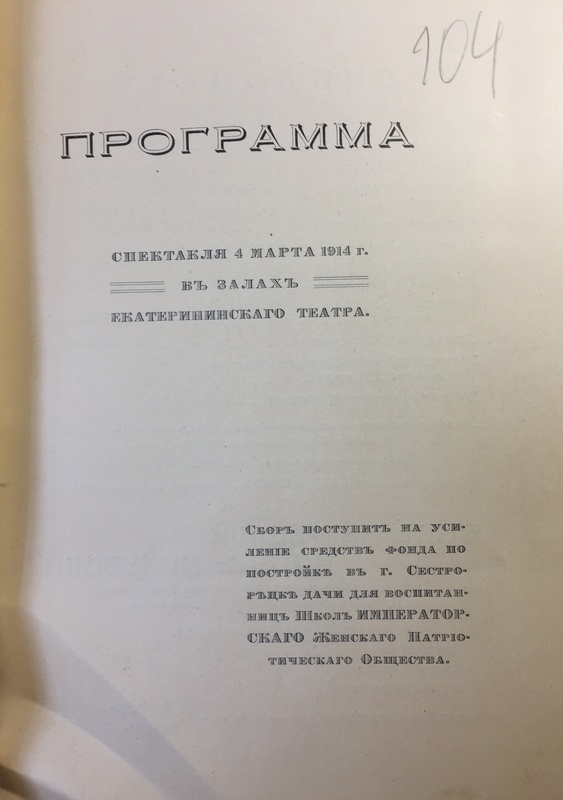 104
ПРОГРАММА
СПЕКТАКЛЯ 4 МАРТА 1914 г.
ВЪ ЗАЛАХЪ
ЕКАТЕРИНИНСКАГО ТЕАТРА.
Сборъ поступитъ на уси-
леніе средствъ фонда по
постройкѣ въ г. Сестро-
рѣцкѣ дачи для воспитан-
ницъ Школъ ИМПЕРАТОР-
СКАГО Женскаго Патріо-
тическаго Общества.